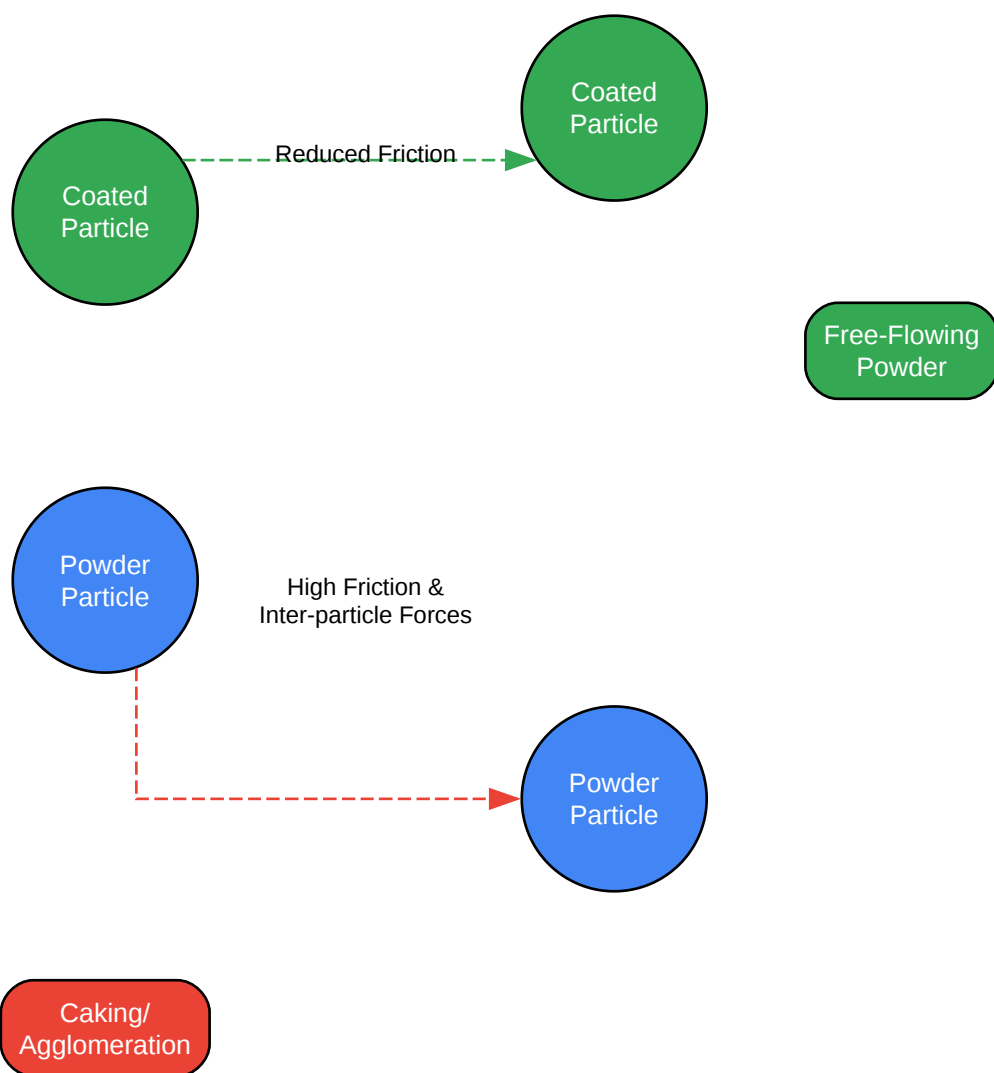 Coated
Particle
Reduced Friction
Coated
Particle
Free-Flowing
Powder
Powder
Particle
High Friction &
Inter-particle Forces
Powder
Particle
Caking/
Agglomeration